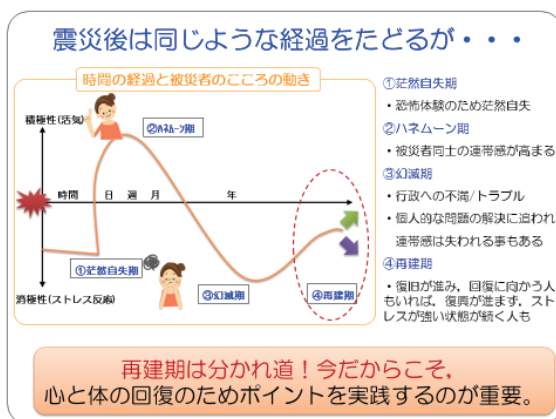 震災後は同じような経過をたどるが・・・
時間の経過と被災者のこころの動き
積極性(活気)
②ハネムーン期
時間 日 週 月 年
①茫然自失期
③幻滅期
④再建期
消極性(ストレス反応)
①茫然自失期
・恐怖体験のため茫然自失
②ハネムーン期
・被災者同士の連帯感が高まる
③幻滅期
・行政への不満/トラブル
・個人的な問題の解決に追われ
連帯感は失われる事もある
④再建期
・復旧が進み，回復に向かう人
もいれば，復興が進まず，スト
レスが強い状態が続く人も
再建期は分かれ道！今だからこそ，
心と体の回復のためポイントを実践するのが重要。